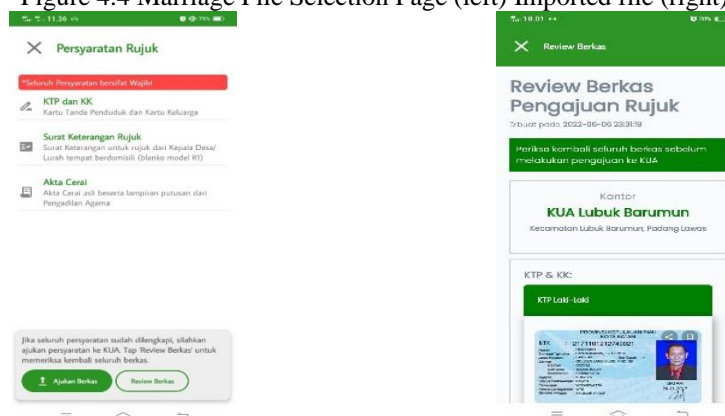 Figure 4.4 Marriage File Selection Page (left) Imported file (right)
11.36
Persyaratan Rujuk
*Seluruh Persyaratan bersifat Wajib!
KTP dan KK
Kartu Tanda Penduduk dan Kartu Keluarga
Surat Keterangan Rujuk
Surat Keterangan untuk rujuk dari Kepala Desa/
Lurah tempat berdomisili (blanko model R1)
Akta Cerai
Akta Cerai asli beserta lampiran putusan dari
Pengadilan Agama
Jika seluruh persyaratan sudah dilengkapi, silahkan
ajukan persyaratan ke KUA. Tap 'Review Berkas' untuk
memeriksa kembali seluruh berkas.
Ajukan Berkas
Review Berkas
10.01
Review Berkas
Review Berkas
Pengajuan Rujuk
Dibuat pada 2022-06-06 23:31:19
Periksa kembali seluruh berkas sebelum
melakukan pengajuan ke KUA
Kantor
KUA Lubuk Barumun
Kecamatan Lubuk Barumun, Padang Lawas
KTP & KK:
KTP Laki-Laki